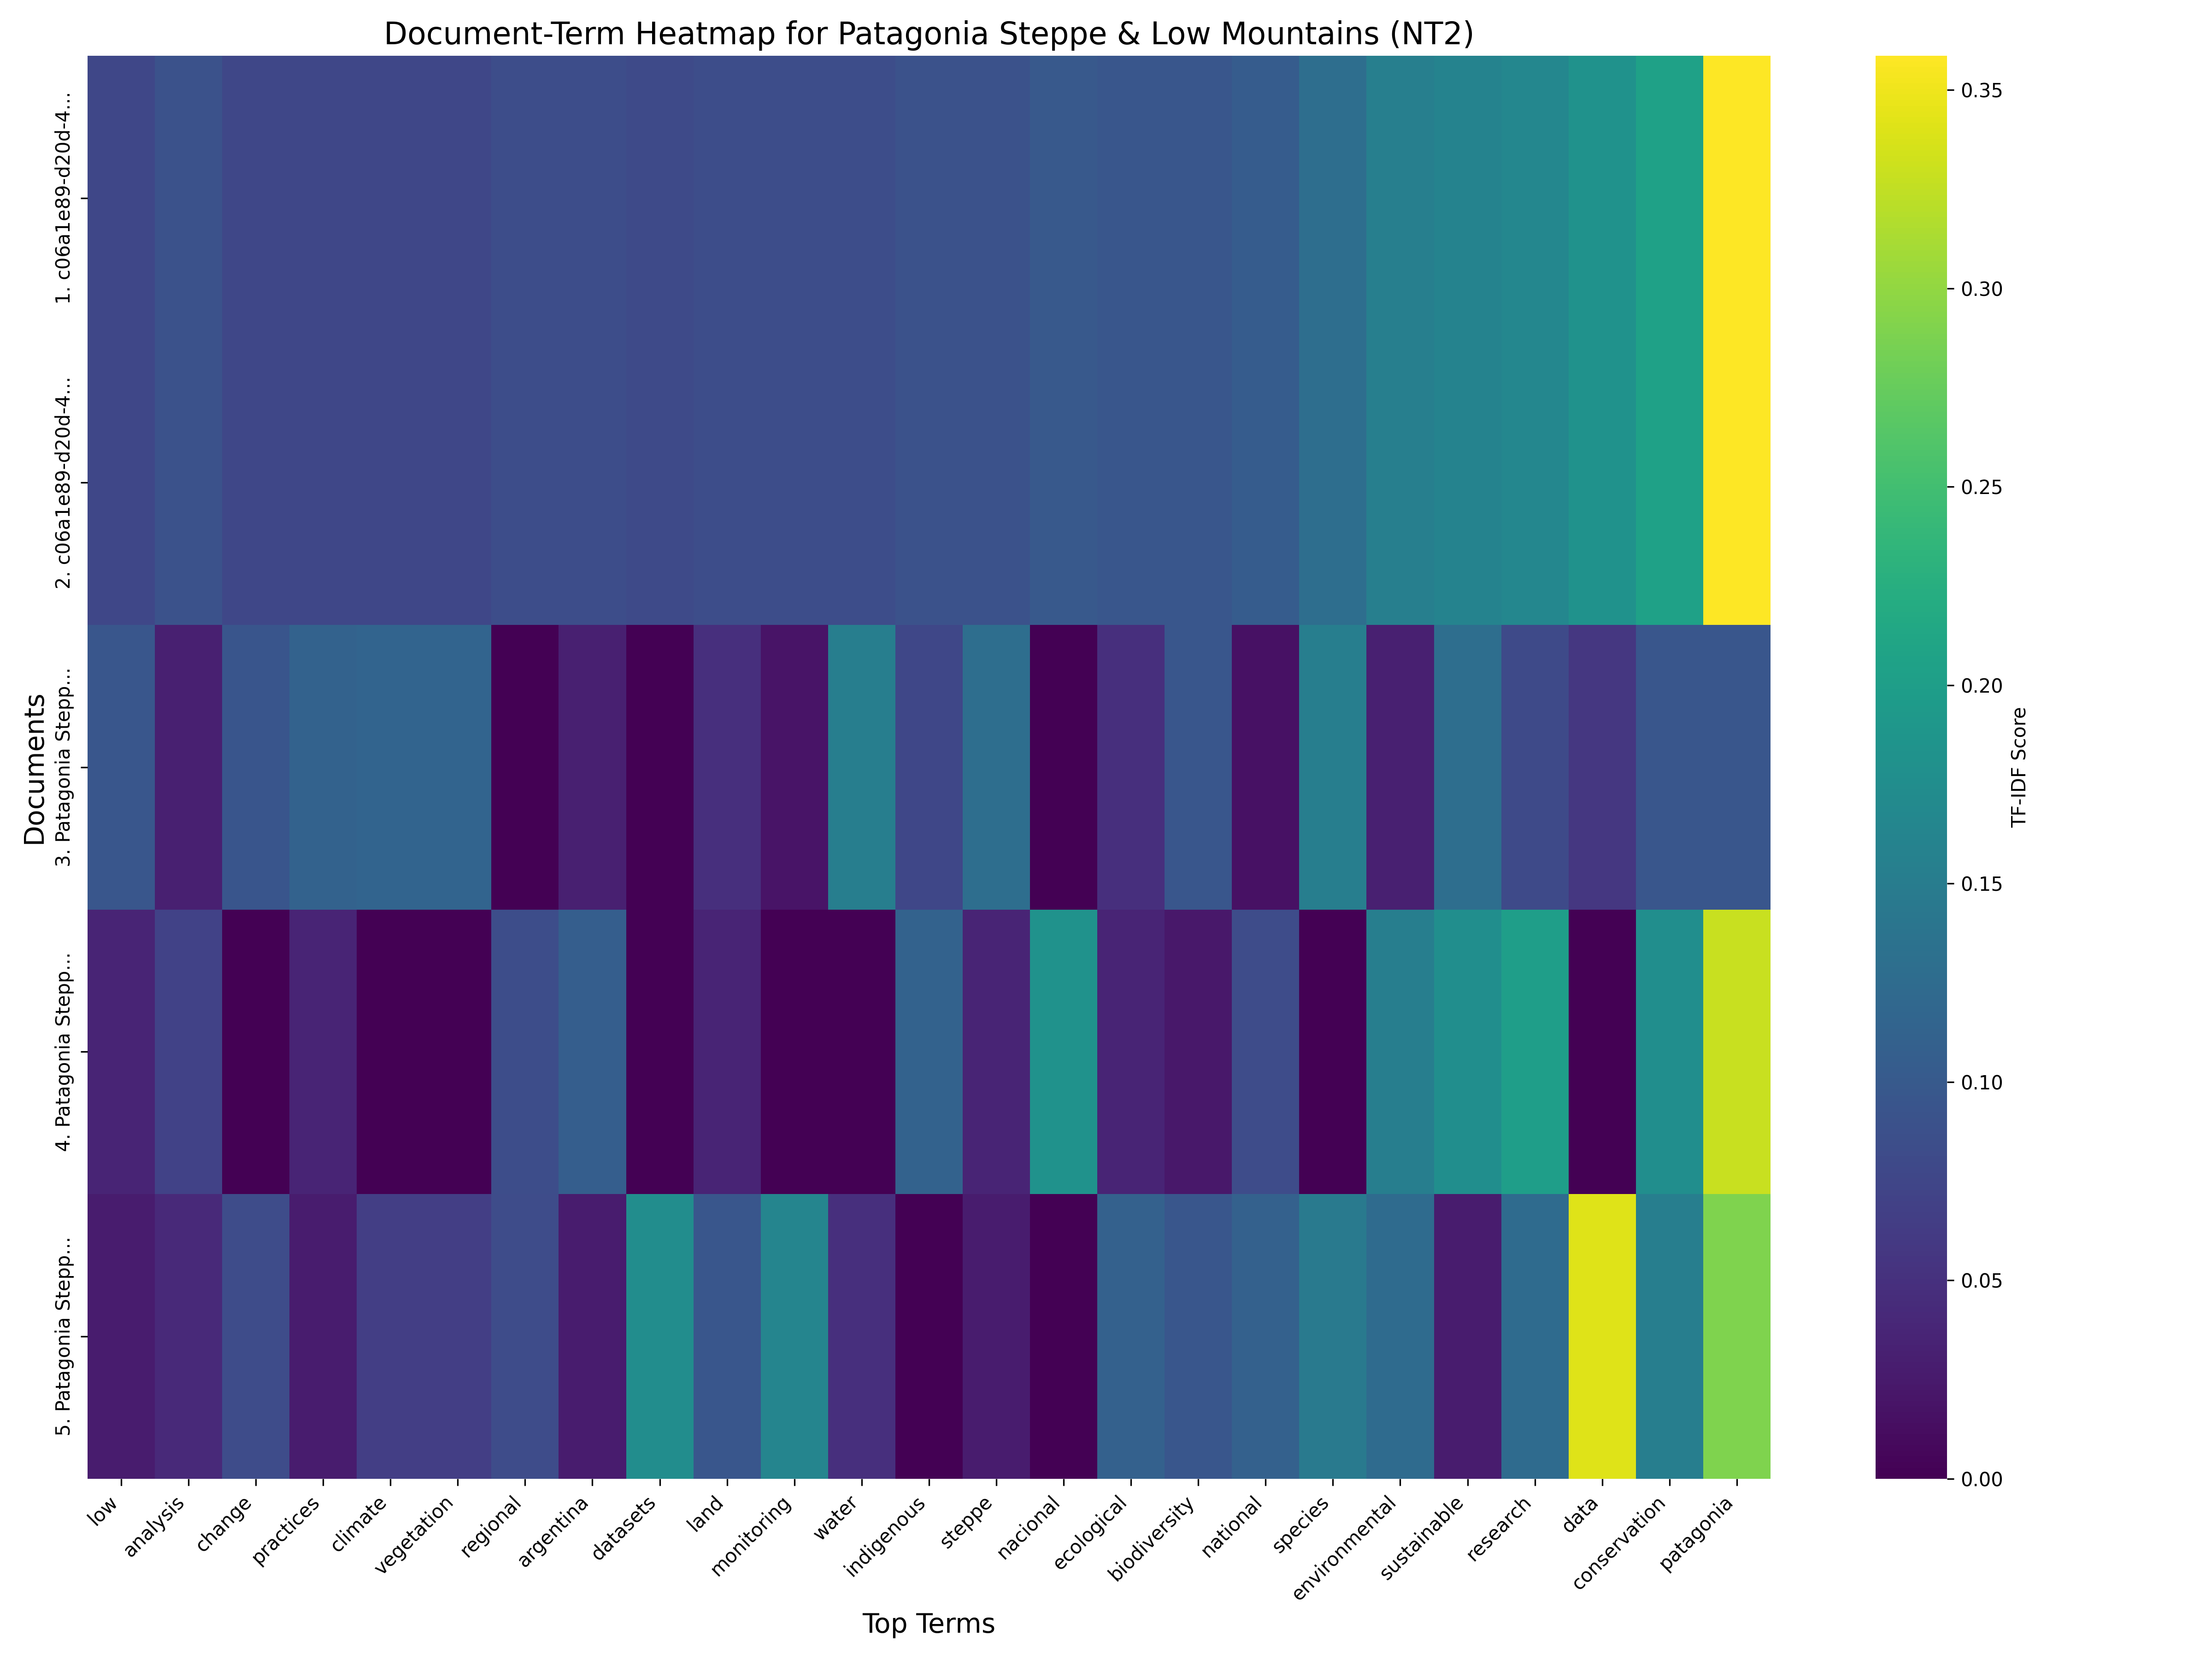 Document-Term Heatmap for Patagonia Steppe & Low Mountains (NT2)
Documents
1. c06a1e89-d20d-4...
2. c06a1e89-d20d-4...
3. Patagonia Stepp...
4. Patagonia Stepp...
5. Patagonia Stepp...
low
analysis
change
practices
climate
vegetation
regional
argentina
datasets
land
monitoring
water
indigenous
steppe
nacional
ecological
biodiversity
national
species
environmental
sustainable
research
data
conservation
patagonia
Top Terms
0.35
0.30
0.25
0.20
0.15
0.10
0.05
0.00
TF-IDF Score